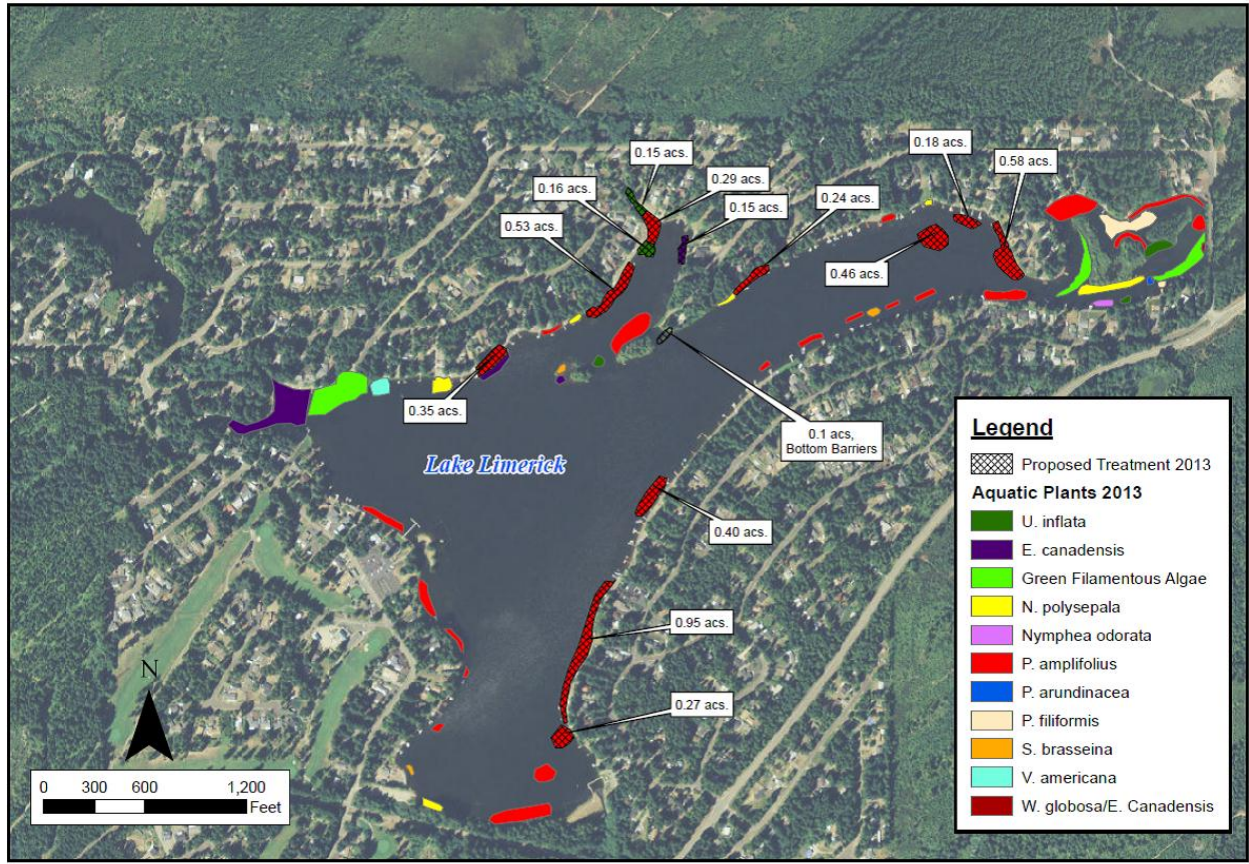 0.15 acs.
0.18 acs.
0.58 acs.
0.16 acs.
0.29 acs.
0.15 acs.
0.24 acs.
0.53 acs.
0.46 acs.
0.35 acs.
0.1 acs,
Bottom Barriers
Lake Limerick
0.40 acs.
0.95 acs.
0.27 acs.
N
0 300 600 1,200
Feet
Legend
Proposed Treatment 2013
Aquatic Plants 2013
U. inflata
E. canadensis
Green Filamentous Algae
N. polysepala
Nymphea odorata
P. amplifolius
P. arundinacea
P. filiformis
S. brasseina
V. americana
W. globosa/E. Canadensis